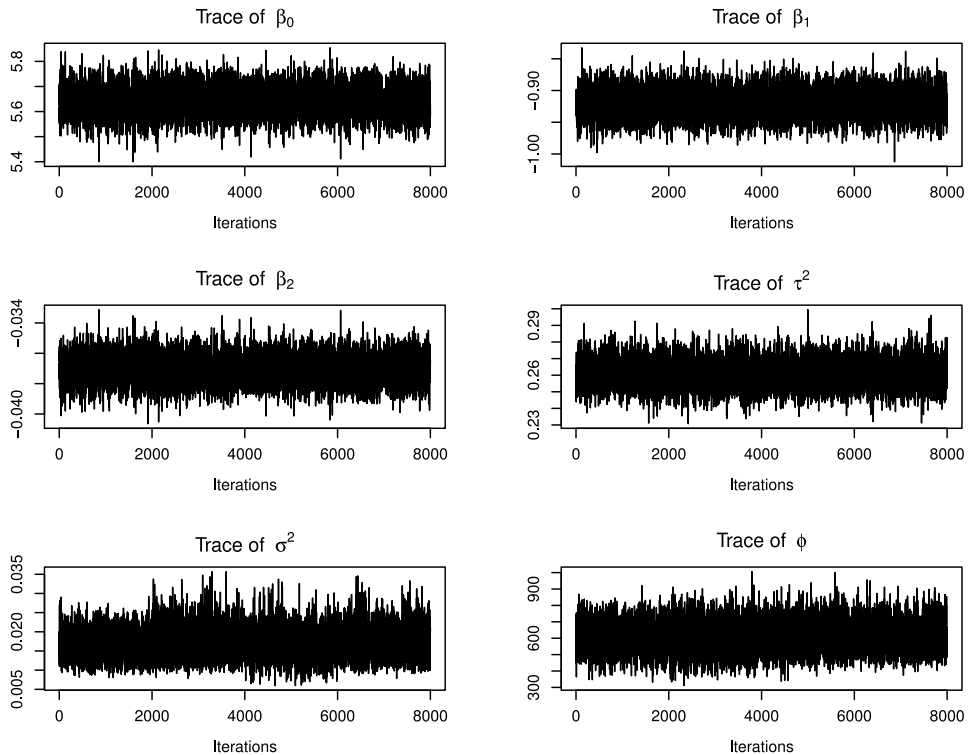 Trace of β₀
5.4 5.6 5.8
0 2000 4000 6000 8000
Iterations
Trace of β₁
−1.00 −0.90
0 2000 4000 6000 8000
Iterations
Trace of β₂
−0.040 −0.034
0 2000 4000 6000 8000
Iterations
Trace of τ²
0.23 0.26 0.29
0 2000 4000 6000 8000
Iterations
Trace of σ²
0.005 0.020 0.035
0 2000 4000 6000 8000
Iterations
Trace of ϕ
300 600 900
0 2000 4000 6000 8000
Iterations